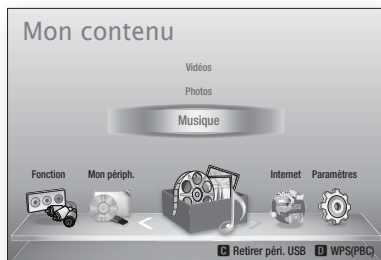 Mon contenu
Vidéos
Photos
Musique
Fonction Mon périph. Internet Paramètres
C Retirer péri. USB D WPS(PBC)